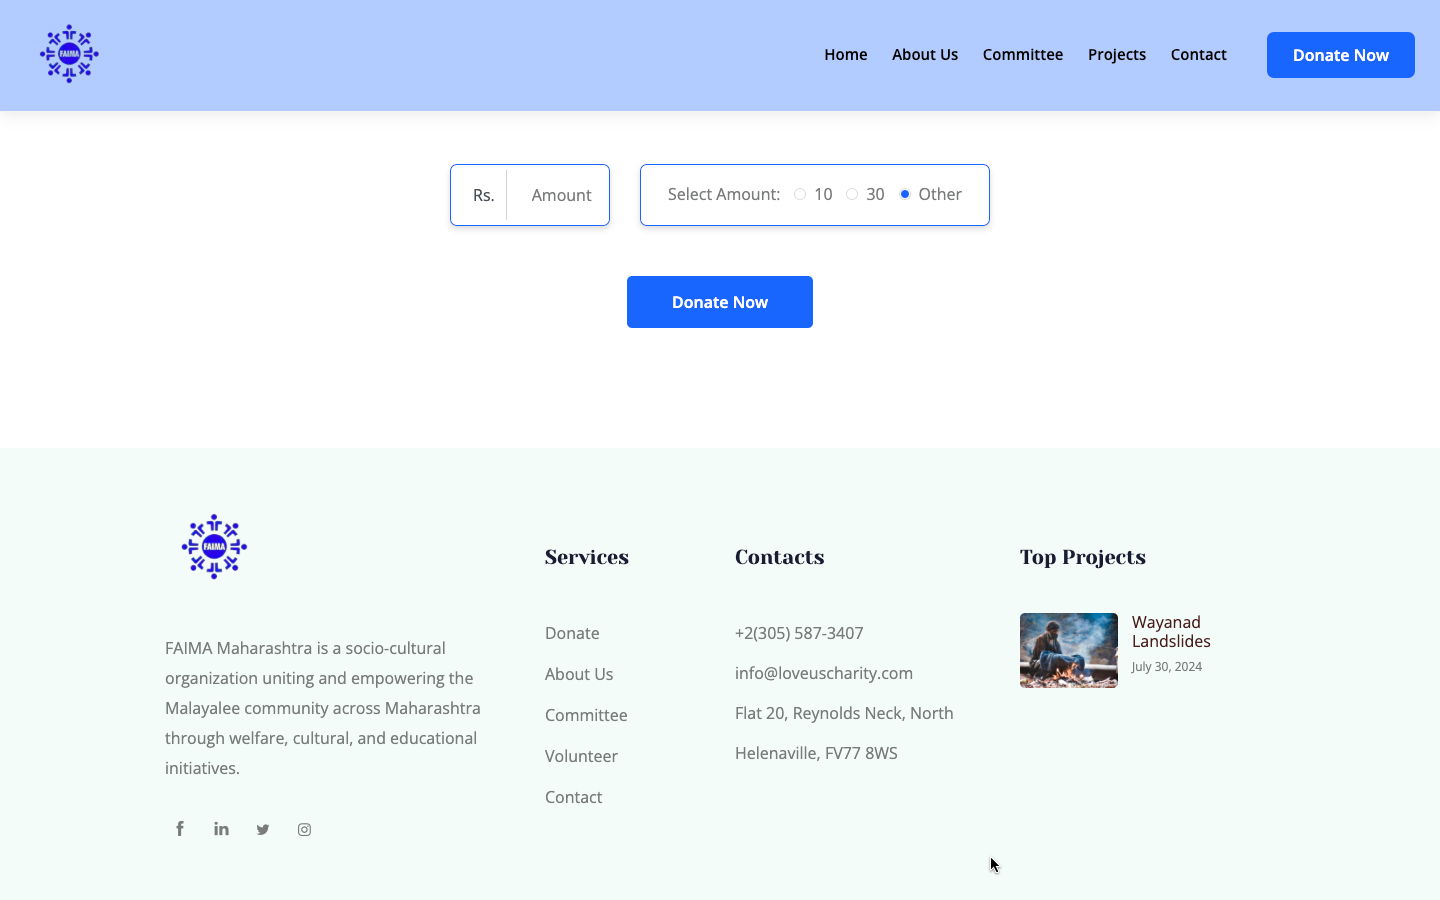 FAIMA
Home About Us Committee Projects Contact Donate Now
Rs. Amount
Select Amount: 10 30 Other
Donate Now
FAIMA
FAIMA Maharashtra is a socio-cultural
organization uniting and empowering the
Malayalee community across Maharashtra
through welfare, cultural, and educational
initiatives.
Services
Donate
About Us
Committee
Volunteer
Contact
Contacts
+2(305) 587-3407
info@loveuscharity.com
Flat 20, Reynolds Neck, North
Helenaville, FV77 8WS
Top Projects
Wayanad
Landslides
July 30, 2024